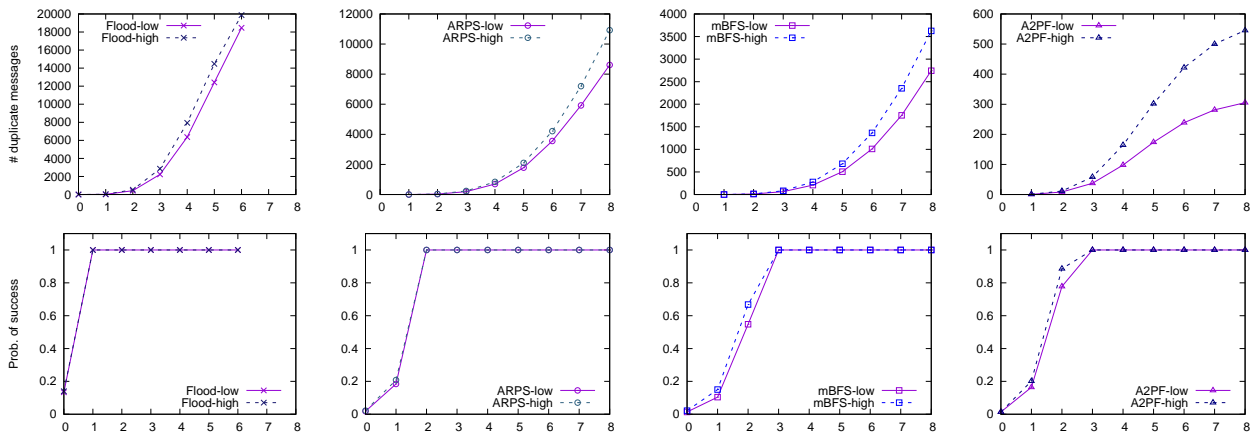 # duplicate messages
20000
18000
16000
14000
12000
10000
8000
6000
4000
2000
0
Flood-low
Flood-high
0 1 2 3 4 5 6 7 8
12000
10000
8000
6000
4000
2000
0
ARPS-low
ARPS-high
0 1 2 3 4 5 6 7 8
4000
3500
3000
2500
2000
1500
1000
500
0
mBFS-low
mBFS-high
0 1 2 3 4 5 6 7 8
600
500
400
300
200
100
0
A2PF-low
A2PF-high
0 1 2 3 4 5 6 7 8
Prob. of success
1
0.8
0.6
0.4
0.2
0
Flood-low
Flood-high
0 1 2 3 4 5 6 7 8
1
0.8
0.6
0.4
0.2
0
ARPS-low
ARPS-high
0 1 2 3 4 5 6 7 8
1
0.8
0.6
0.4
0.2
0
mBFS-low
mBFS-high
0 1 2 3 4 5 6 7 8
1
0.8
0.6
0.4
0.2
0
A2PF-low
A2PF-high
0 1 2 3 4 5 6 7 8